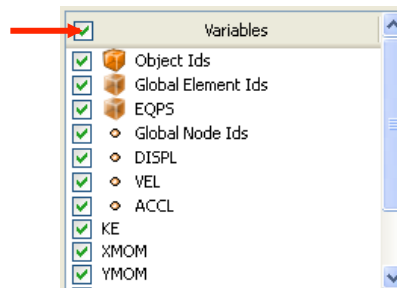 Variables
Object Ids
Global Element Ids
EQPS
Global Node Ids
DISPL
VEL
ACCL
KE
XMOM
YMOM